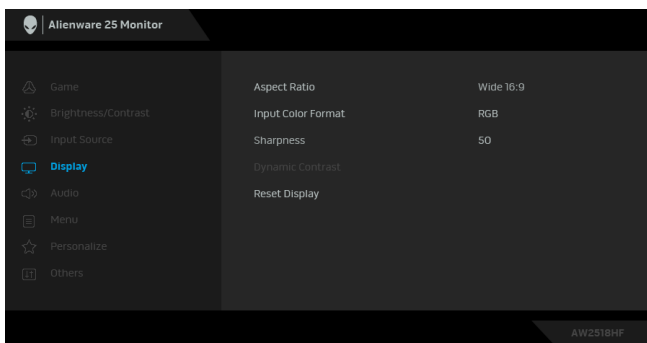 Alienware 25 Monitor
Game
Aspect Ratio Wide 16:9
Brightness/Contrast Input Color Format RGB
Input Source Sharpness 50
Display Dynamic Contrast
Audio Reset Display
Menu
Personalize
Others
AW2518HF